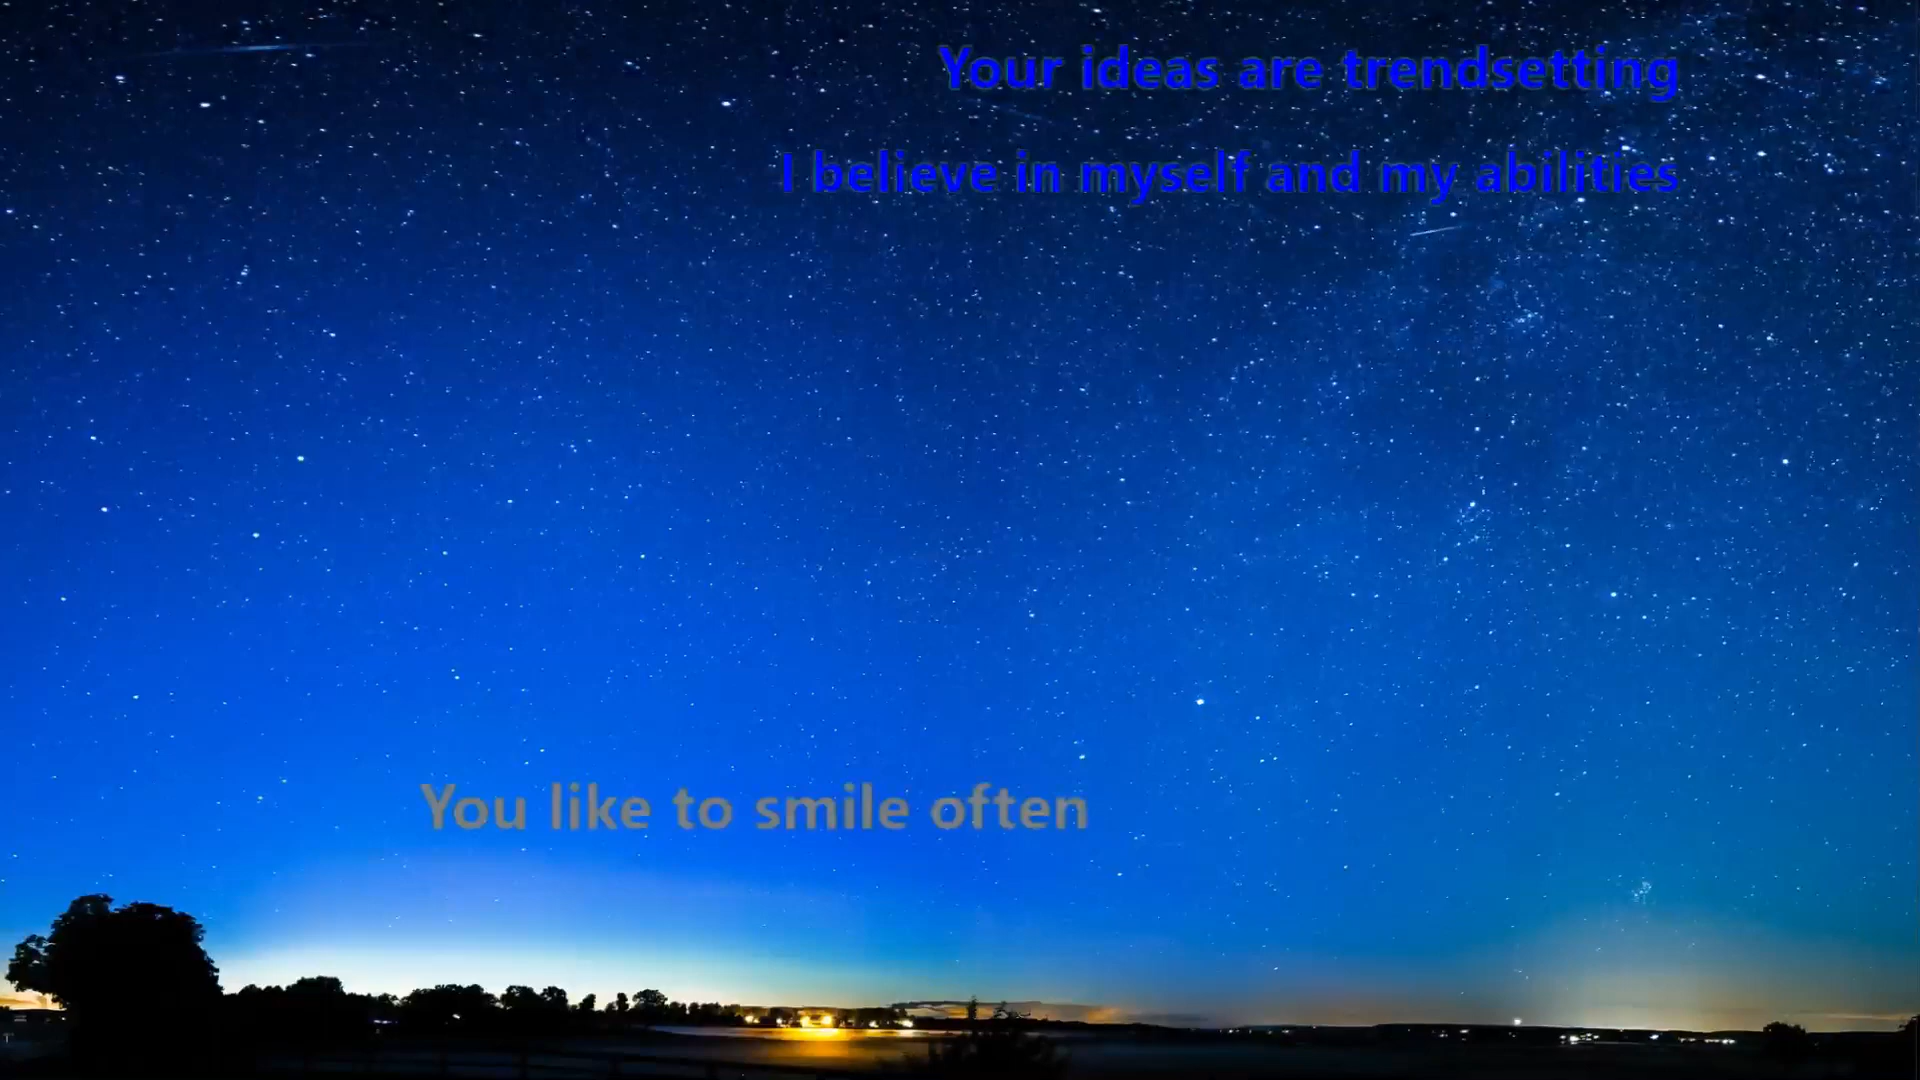 Your ideas are trendsetting
I believe in myself and my abilities
You like to smile often